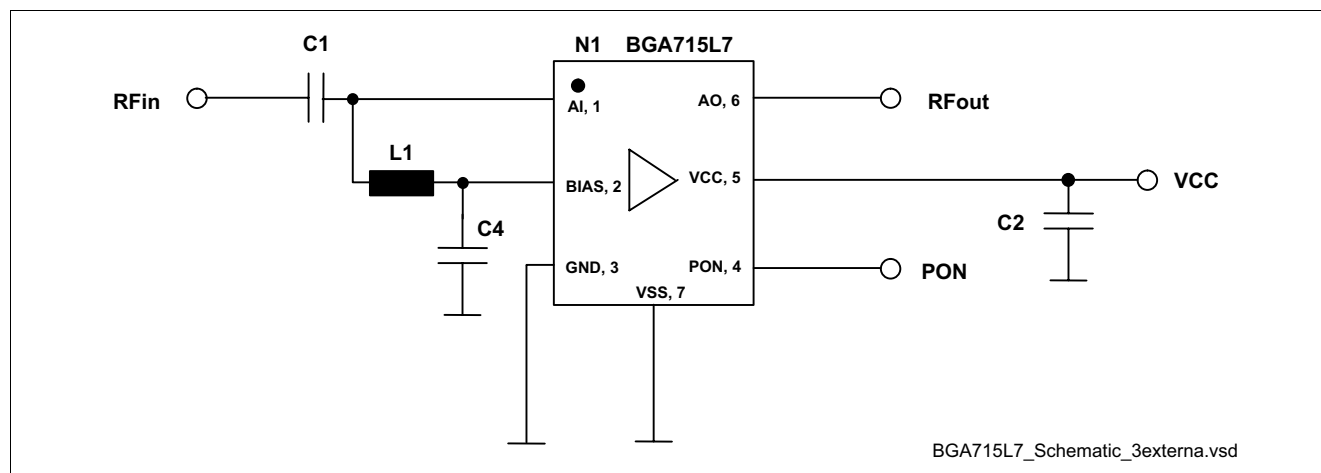 C1
N1 BGA715L7
RFin
AI, 1
AO, 6
RFout
L1
BIAS, 2
VCC, 5
VCC
C4
C2
GND, 3
PON, 4
PON
VSS, 7
BGA715L7_Schematic_3externa.vsd